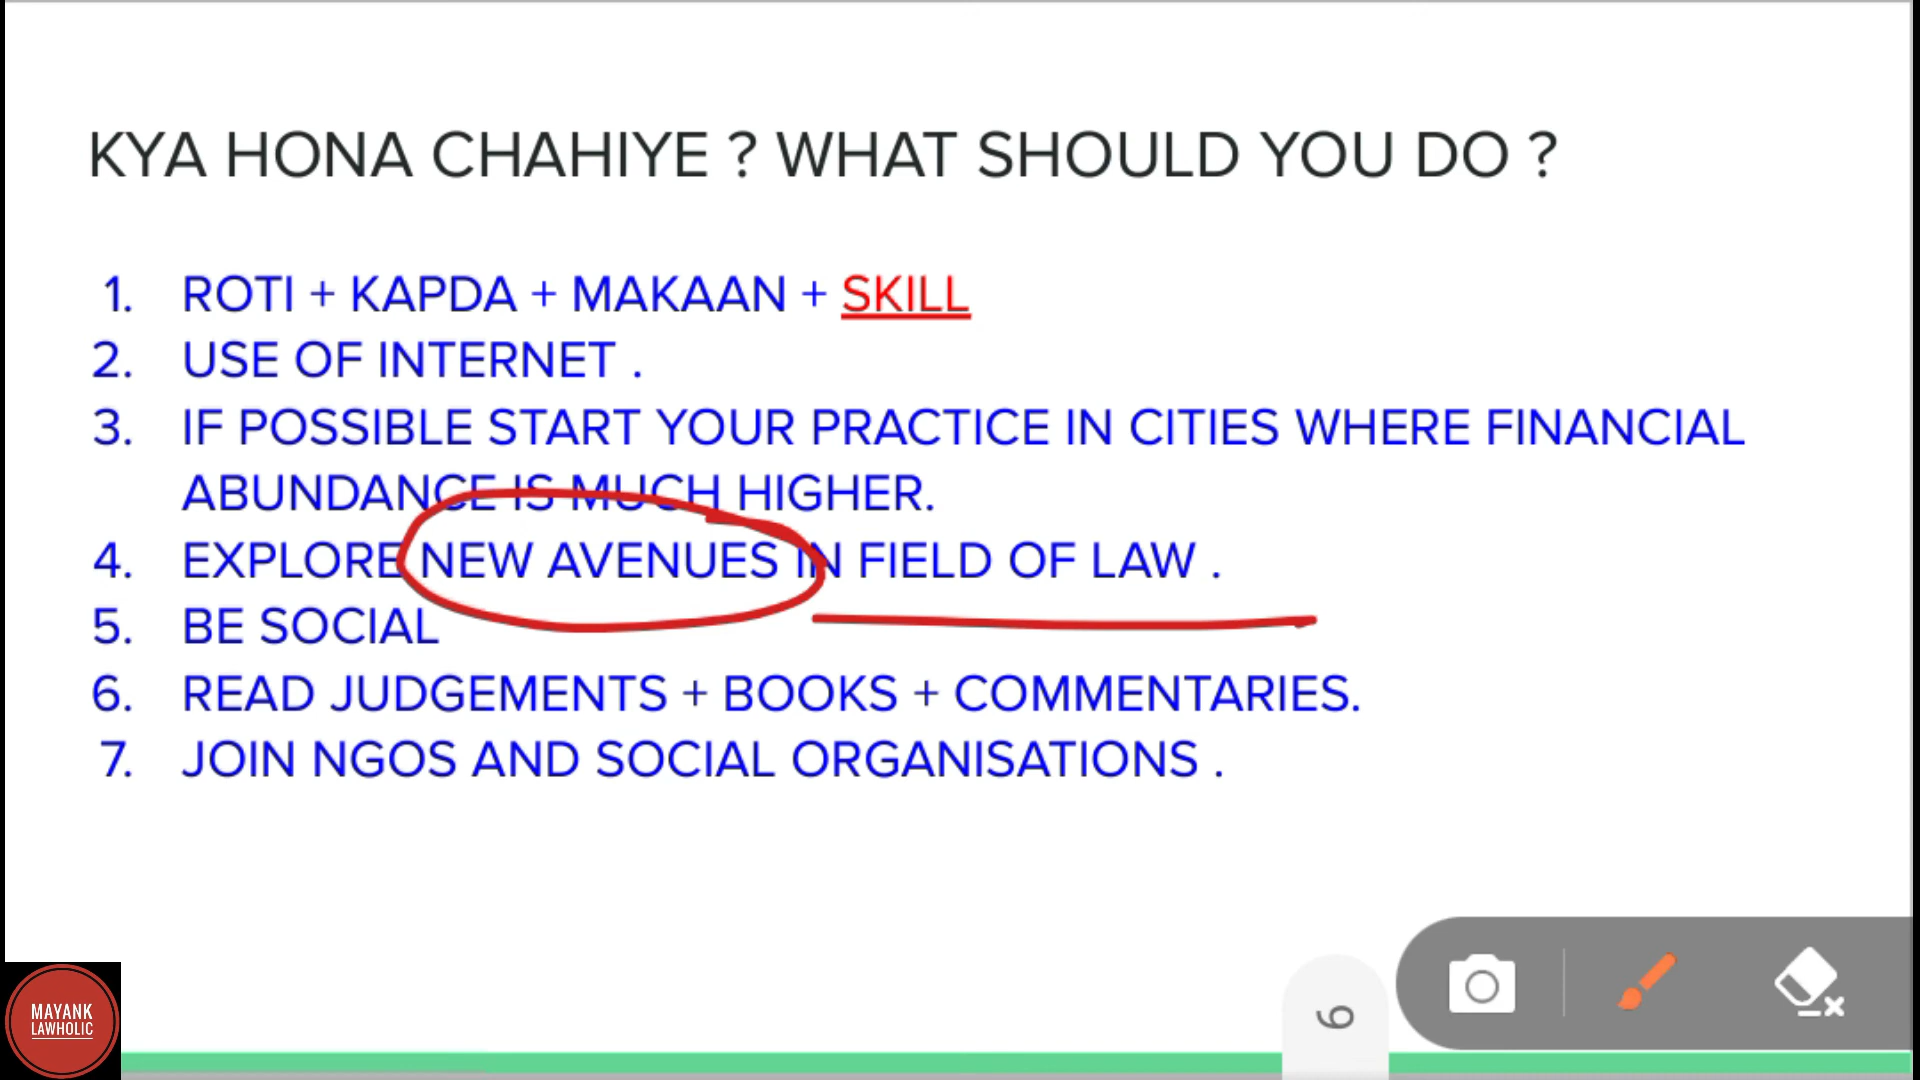 KYA HONA CHAHIYE ? WHAT SHOULD YOU DO ?
1. ROTI + KAPDA + MAKAAN + SKILL
2. USE OF INTERNET .
3. IF POSSIBLE START YOUR PRACTICE IN CITIES WHERE FINANCIAL
ABUNDANCE IS MUCH HIGHER.
4. EXPLORE NEW AVENUES IN FIELD OF LAW .
5. BE SOCIAL
6. READ JUDGEMENTS + BOOKS + COMMENTARIES.
7. JOIN NGOS AND SOCIAL ORGANISATIONS .
MAYANK
LAWHOLIC
6